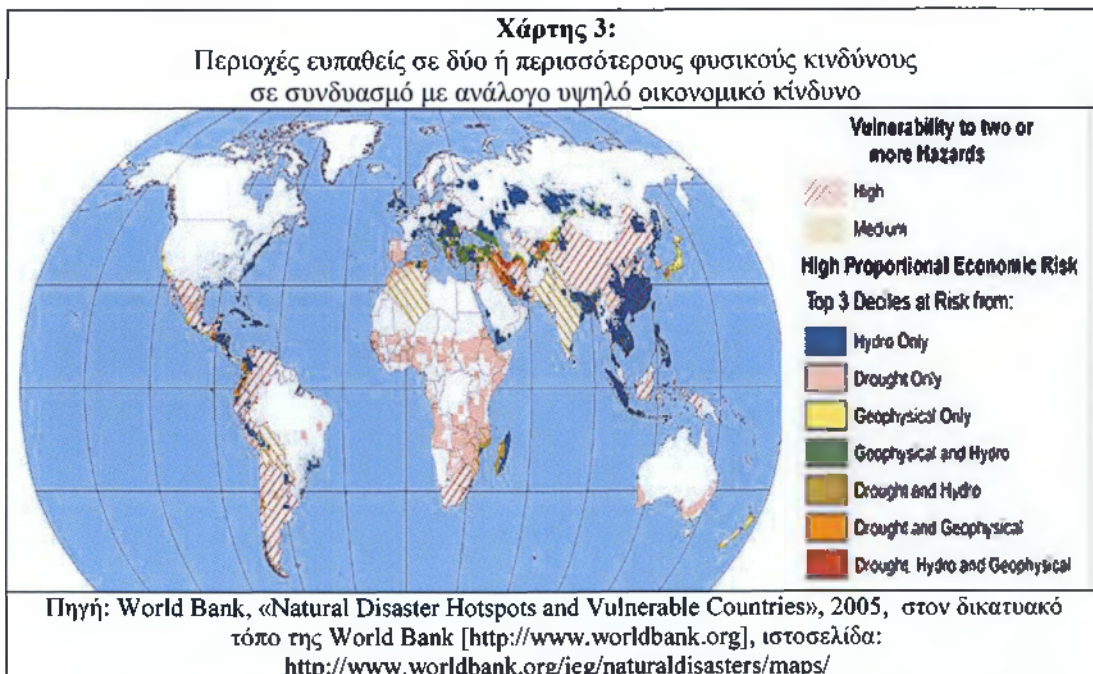 Χάρτης 3:
Περιοχές ευπαθείς σε δύο ή περισσότερους φυσικούς κινδύνους
σε συνδυασμό με ανάλογο υψηλό οικονομικό κίνδυνο
Vulnerability to two or
more Hazards
High
Medium
High Proportional Economic Risk
Top 3 Deciles at Risk from:
Hydro Only
Drought Only
Geophysical Only
Geophysical and Hydro
Drought and Hydro
Drought and Geophysical
Drought, Hydro and Geophysical
Πηγή: World Bank, «Natural Disaster Hotspots and Vulnerable Countries», 2005, στον δικατυακό
τόπο της World Bank [http://www.worldbank.org], ιστοσελίδα:
http://www.worldbank.org/ieg/naturaldisasters/maps/